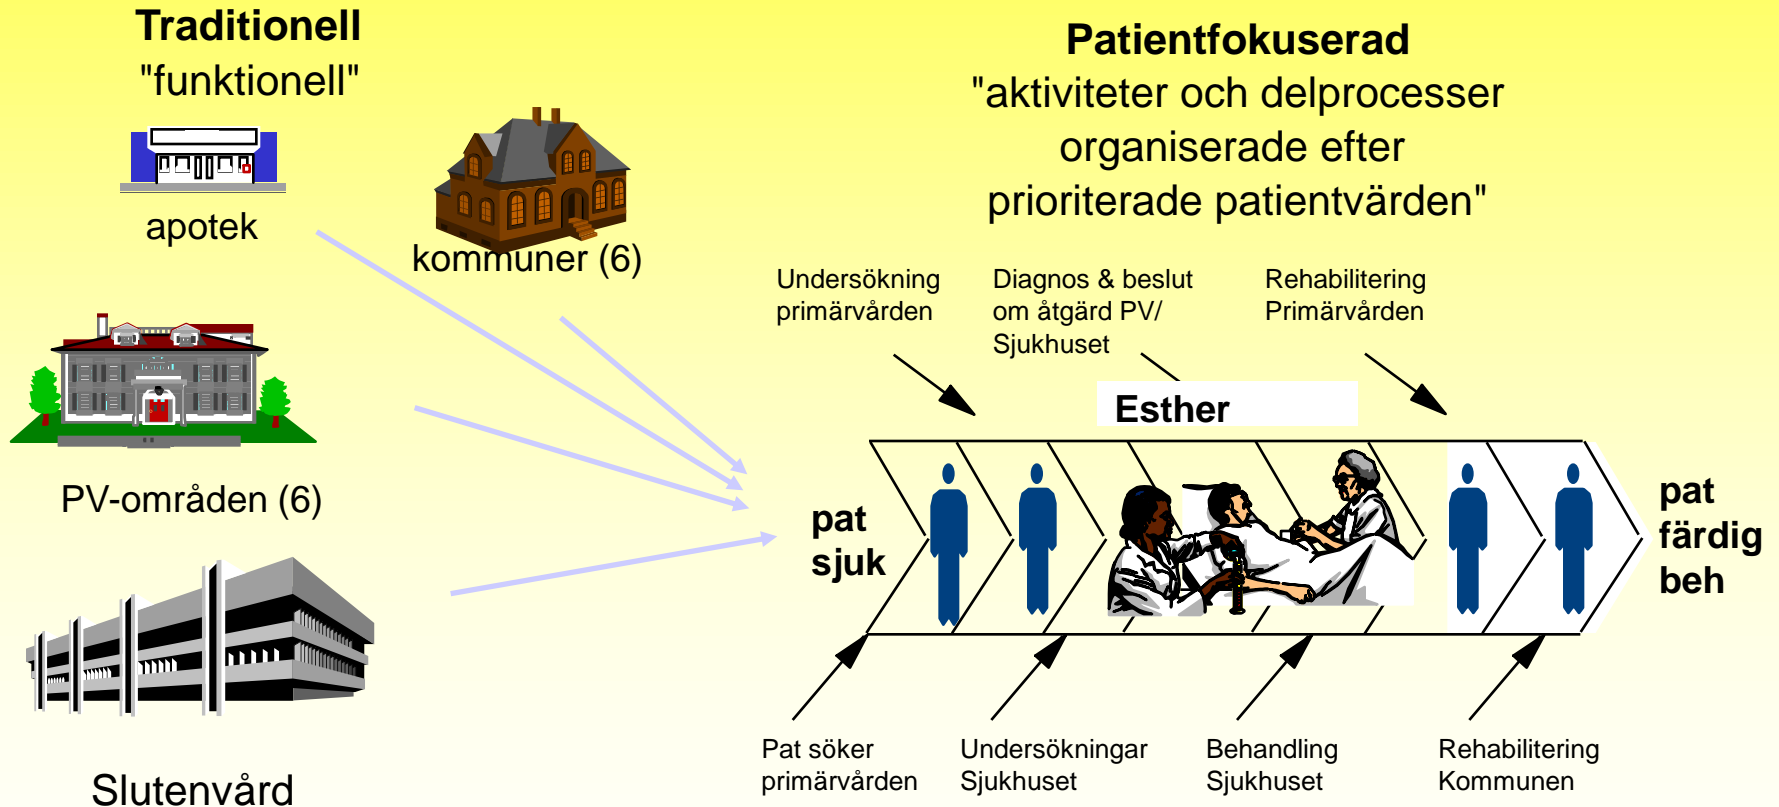 Traditionell
"funktionell"
apotek
kommuner (6)
PV-områden (6)
Slutenvård
Patientfokuserad
"aktiviteter och delprocesser
organiserade efter
prioriterade patientvärden"
Undersökning
primärvården
Diagnos & beslut
om åtgärd PV/
Sjukhuset
Rehabilitering
Primärvården
Esther
pat
sjuk
pat
färdig
beh
Pat söker
primärvården
Undersökningar
Sjukhuset
Behandling
Sjukhuset
Rehabilitering
Kommunen